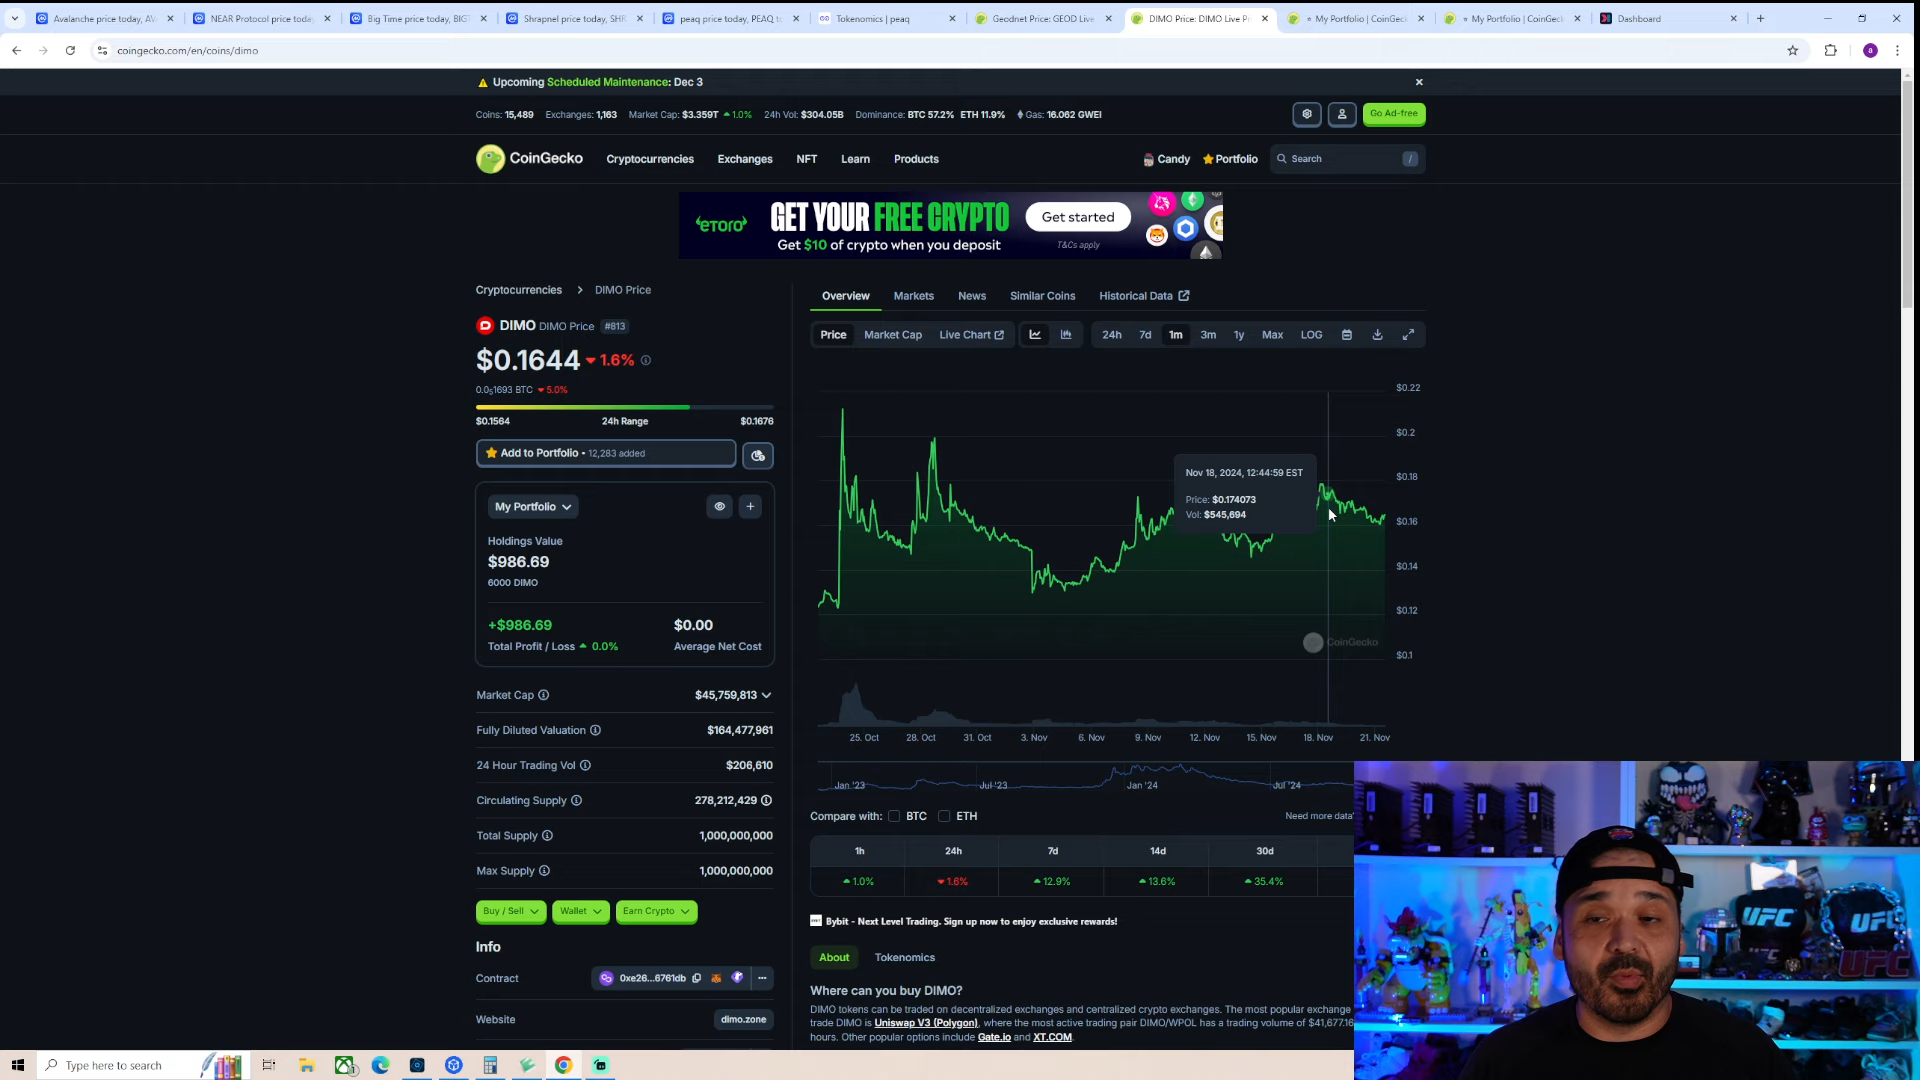 Avalanche price today, AV
NEAR Protocol price today
Big Time price today, BIGT
Shrapnel price today, SHR
peaq price today, PEAQ t
Tokenomics | peaq
Geodnet Price: GEOD Live
DIMO Price: DIMO Live Pr
My Portfolio | CoinGeck
My Portfolio | CoinGeck
Dashboard
coingecko.com/en/coins/dimo
a
Upcoming Scheduled Maintenance: Dec 3
Coins: 15,489 Exchanges: 1,163 Market Cap: $3.359T 1.0% 24h Vol: $304.05B Dominance: BTC 57.2% ETH 11.9% Gas: 16.062 GWEI
Go Ad-free
CoinGecko Cryptocurrencies Exchanges NFT Learn Products Candy Portfolio Search /
etoro
GET YOUR FREE CRYPTO
Get $10 of crypto when you deposit
Get started
T&Cs apply
Cryptocurrencies > DIMO Price
DIMO DIMO Price #813
$0.1644 1.6%
0.0₅1693 BTC 5.0%
$0.1564 24h Range $0.1676
Add to Portfolio • 12,283 added
My Portfolio
Holdings Value
$986.69
6000 DIMO
+$986.69 $0.00
Total Profit / Loss 0.0% Average Net Cost
Market Cap $45,759,813
Fully Diluted Valuation $164,477,961
24 Hour Trading Vol $206,610
Circulating Supply 278,212,429
Total Supply 1,000,000,000
Max Supply 1,000,000,000
Buy / Sell Wallet Earn Crypto
Info
Contract 0xe26...6761db
Website dimo.zone
Overview Markets News Similar Coins Historical Data
Price Market Cap Live Chart 24h 7d 1m 3m 1y Max LOG
$0.22
$0.2
$0.18
$0.16
$0.14
$0.12
$0.1
Nov 18, 2024, 12:44:59 EST
Price: $0.174073
Vol: $545,694
CoinGecko
25. Oct 28. Oct 31. Oct 3. Nov 6. Nov 9. Nov 12. Nov 15. Nov 18. Nov 21. Nov
Jan '23 Jul '23 Jan '24 Jul '24
Compare with: BTC ETH Need more data?
1h 24h 7d 14d 30d
1.0% 1.6% 12.9% 13.6% 35.4%
Bybit - Next Level Trading. Sign up now to enjoy exclusive rewards!
About Tokenomics
Where can you buy DIMO?
DIMO tokens can be traded on decentralized exchanges and centralized crypto exchanges. The most popular exchange
trade DIMO is Uniswap V3 (Polygon), where the most active trading pair DIMO/WPOL has a trading volume of $41,677.16
hours. Other popular options include Gate.io and XT.COM.
UFC
UFC
UFC
UFC
Type here to search
1